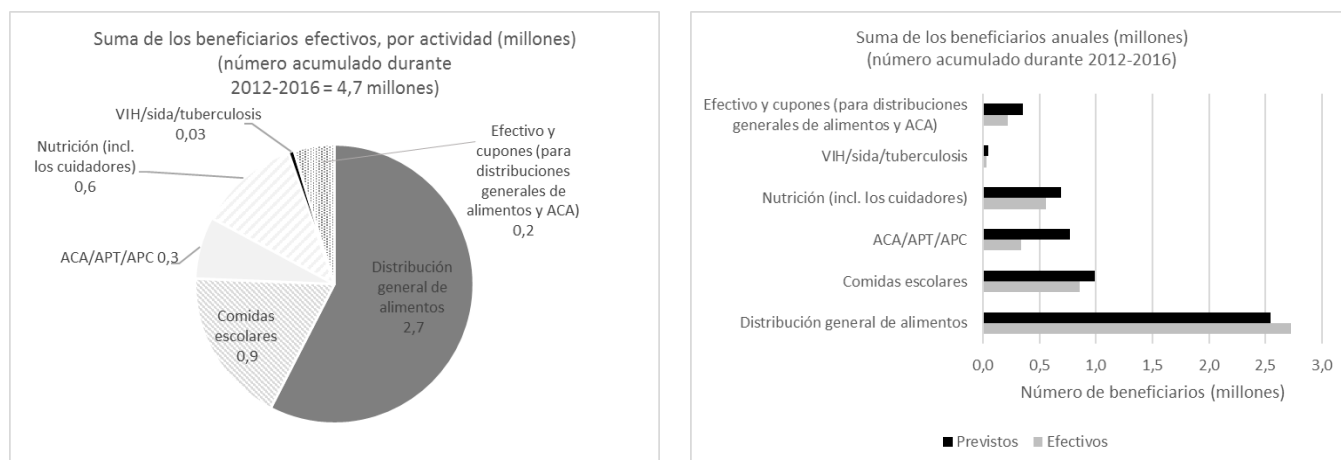 Suma de los beneficiarios efectivos, por actividad (millones)
(número acumulado durante
2012-2016 = 4,7 millones)
VIH/sida/tuberculosis
0,03
Efectivo y
cupones (para
distribuciones
generales de
alimentos y ACA)
0,2
Nutrición (incl.
los cuidadores)
0,6
ACA/APT/APC 0,3
Distribución
general de
alimentos
2,7
Comidas
escolares
0,9
Suma de los beneficiarios anuales (millones)
(número acumulado durante 2012-2016)
Efectivo y cupones (para distribuciones
generales de alimentos y ACA)
VIH/sida/tuberculosis
Nutrición (incl. los cuidadores)
ACA/APT/APC
Comidas escolares
Distribución general de alimentos
0,0 0,5 1,0 1,5 2,0 2,5 3,0
Número de beneficiarios (millones)
Previstos Efectivos